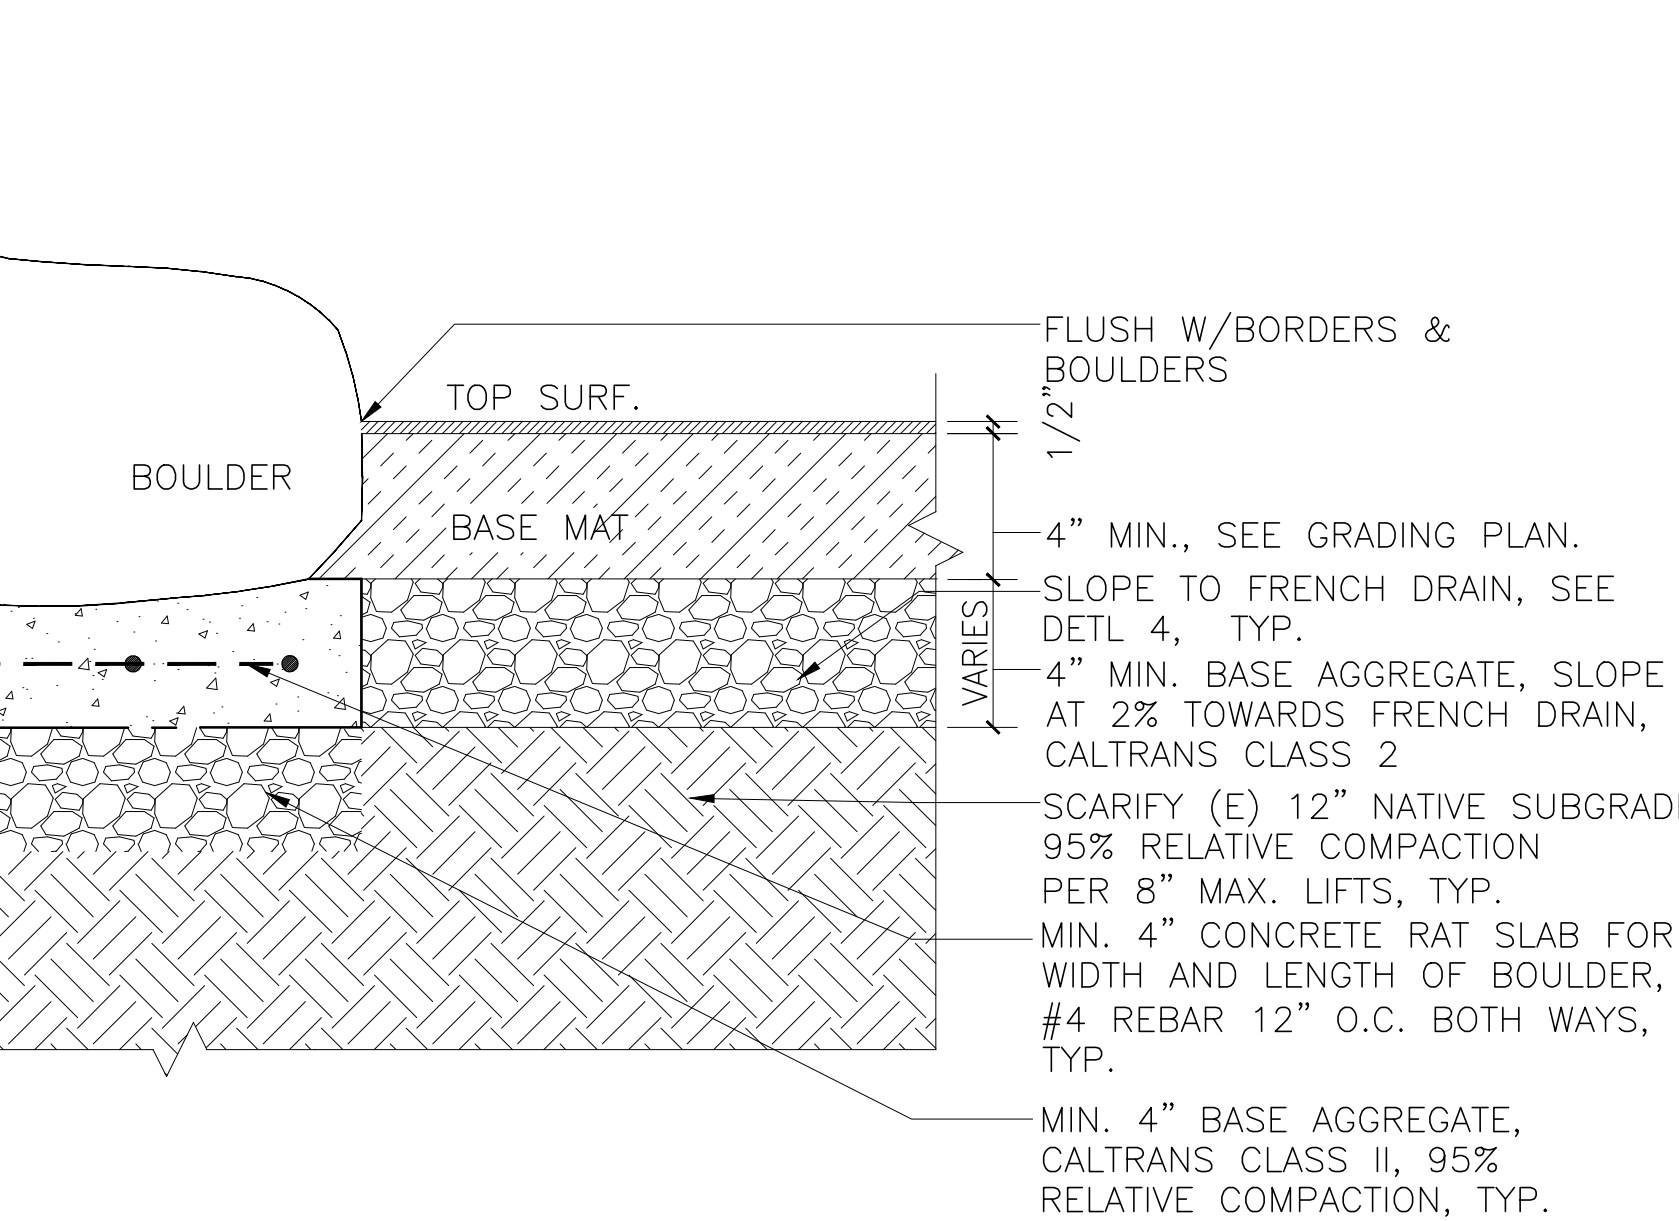 FLUSH W/BORDERS &
BOULDERS
TOP SURF.
1/2"
BOULDER
BASE MAT
4" MIN., SEE GRADING PLAN.
SLOPE TO FRENCH DRAIN, SEE
DETL 4, TYP.
VARIES
4" MIN. BASE AGGREGATE, SLOPE
AT 2% TOWARDS FRENCH DRAIN,
CALTRANS CLASS 2
SCARIFY (E) 12" NATIVE
95% RELATIVE COMPACTION
PER 8" MAX. LIFTS, TYP.
MIN. 4" CONCRETE RAT SLAB FOR
WIDTH AND LENGTH OF BOULDER,
#4 REBAR 12" O.C. BOTH WAYS,
TYP.
MIN. 4" BASE AGGREGATE,
CALTRANS CLASS II, 95%
RELATIVE COMPACTION, TYP.